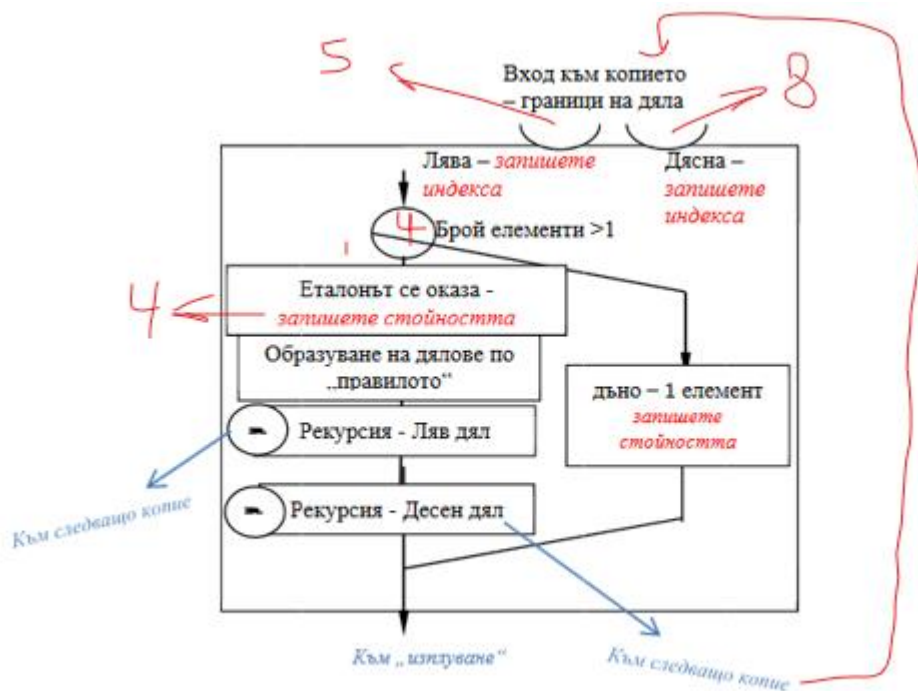 5
Вход към копието
– граници на дяла
8
Лява – запишете
индекса
Дясна –
запишете
индекса
4 Брой елементи >1
4
Еталонът се оказа -
запишете стойността
Образуване на дялове по
„правилото“
дъно – 1 елемент
запишете
стойността
Рекурсия - Ляв дял
Рекурсия - Десен дял
Към следващо копие
Към „изплуване“
Към следващо копие